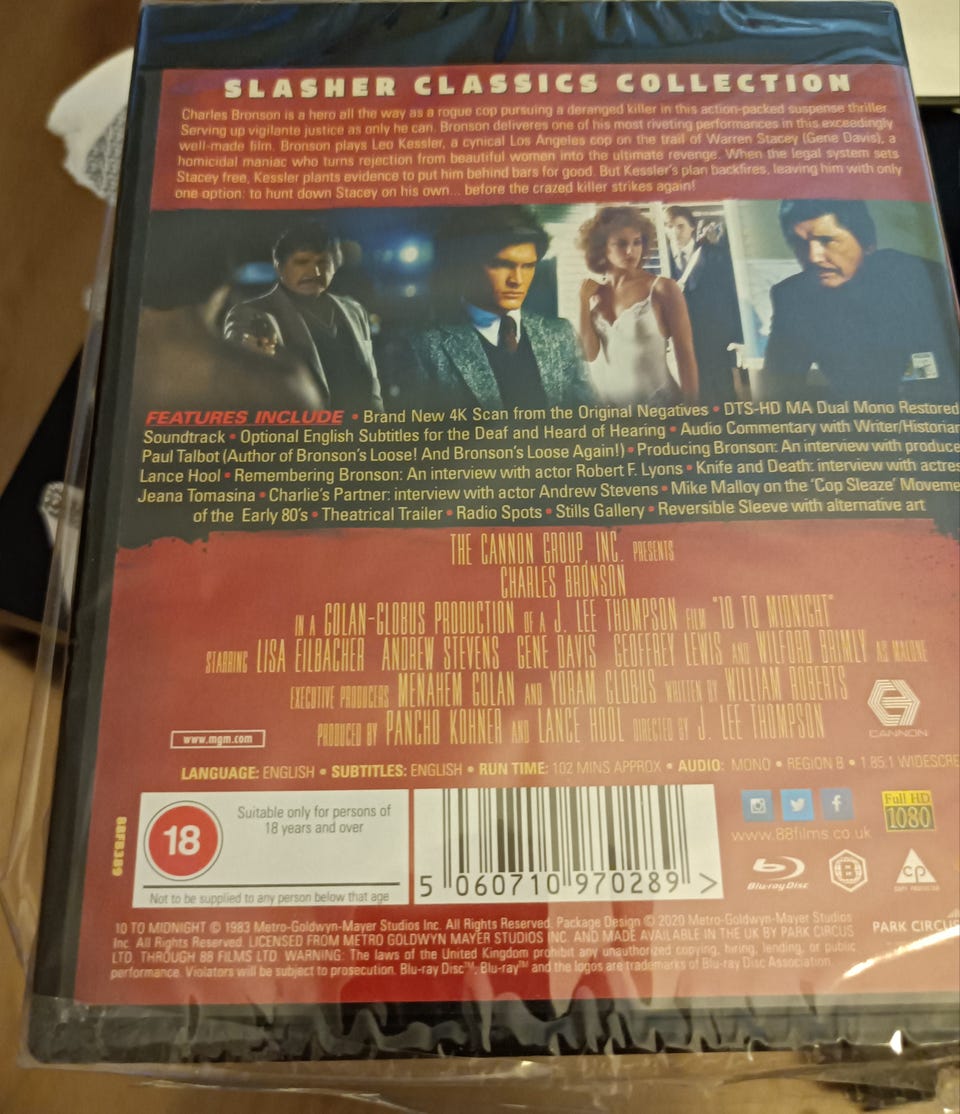 SLASHER CLASSICS COLLECTION
Charles Bronson is a hero all the way as a rogue cop pursuing a deranged killer in this action-packed suspense thriller.
Serving up vigilante justice as only he can. Bronson deliveres one of his most riveting performances in this exceedingly
well-made film. Bronson plays Leo Kessler, a cynical Los Angeles cop on the trail of Warren Stacey (Gene Davis), a
homicidal maniac who turns rejection from beautiful women into the ultimate revenge. When the legal system sets
Stacey free, Kessler plants evidence to put him behind bars for good. But Kessler's plan backfires, leaving him with only
one option: to hunt down Stacey on his own... before the crazed killer strikes again!
FEATURES INCLUDE • Brand New 4K Scan from the Original Negatives • DTS-HD MA Dual Mono Restored
Soundtrack • Optional English Subtitles for the Deaf and Heard of Hearing • Audio Commentary with Writer/Historian
Paul Talbot (Author of Bronson's Loose! And Bronson's Loose Again!) • Producing Bronson: An interview with produce
Lance Hool • Remembering Bronson: An interview with actor Robert F. Lyons • Knife and Death: interview with actres
Jeana Tomasina • Charlie's Partner: interview with actor Andrew Stevens • Mike Malloy on the 'Cop Sleaze' Moveme
of the Early 80's • Theatrical Trailer • Radio Spots • Stills Gallery • Reversible Sleeve with alternative art
THE CANNON GROUP, INC. PRESENTS
CHARLES BRONSON
IN A GOLAN-GLOBUS PRODUCTION OF A J. LEE THOMPSON FILM "10 TO MIDNIGHT"
STARRING LISA EILBACHER ANDREW STEVENS GENE DAVIS GEOFFREY LEWIS AND WILFORD BRIMLY AS MALONE
EXECUTIVE PRODUCERS MENAHEM GOLAN AND YORAM GLOBUS WRITTEN BY WILLIAM ROBERTS
PRODUCED BY PANCHO KOHNER AND LANCE HOOL DIRECTED BY J. LEE THOMPSON
CANNON
www.mgm.com
LANGUAGE: ENGLISH • SUBTITLES: ENGLISH • RUN TIME: 102 MINS APPROX • AUDIO: MONO • REGION B • 1.85:1 WIDESCRE
88FB389
18
Suitable only for persons of
18 years and over
Not to be supplied to any person below that age
5 060710 970289 >
Full HD
1080
www.88films.co.uk
Blu-ray Disc
B
CP
COPY PROTECTED
10 TO MIDNIGHT © 1983 Metro-Goldwyn-Mayer Studios Inc. All Rights Reserved. Package Design © 2020 Metro-Goldwyn-Mayer Studios
Inc. All Rights Reserved. LICENSED FROM METRO GOLDWYN MAYER STUDIOS INC. AND MADE AVAILABLE IN THE UK BY PARK CIRCUS
LTD. THROUGH 88 FILMS LTD. WARNING: The laws of the United Kingdom prohibit any unauthorized copying, hiring, lending, or public
performance. Violators will be subject to prosecution. Blu-ray Disc™, Blu-ray™ and the logos are trademarks of Blu-ray Disc Association.
PARK CIRCU